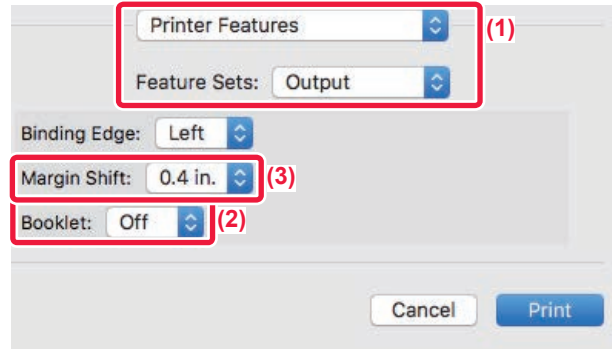 Printer Features (1)
Feature Sets: Output
Binding Edge: Left
Margin Shift: 0.4 in. (3)
Booklet: Off (2)
Cancel Print